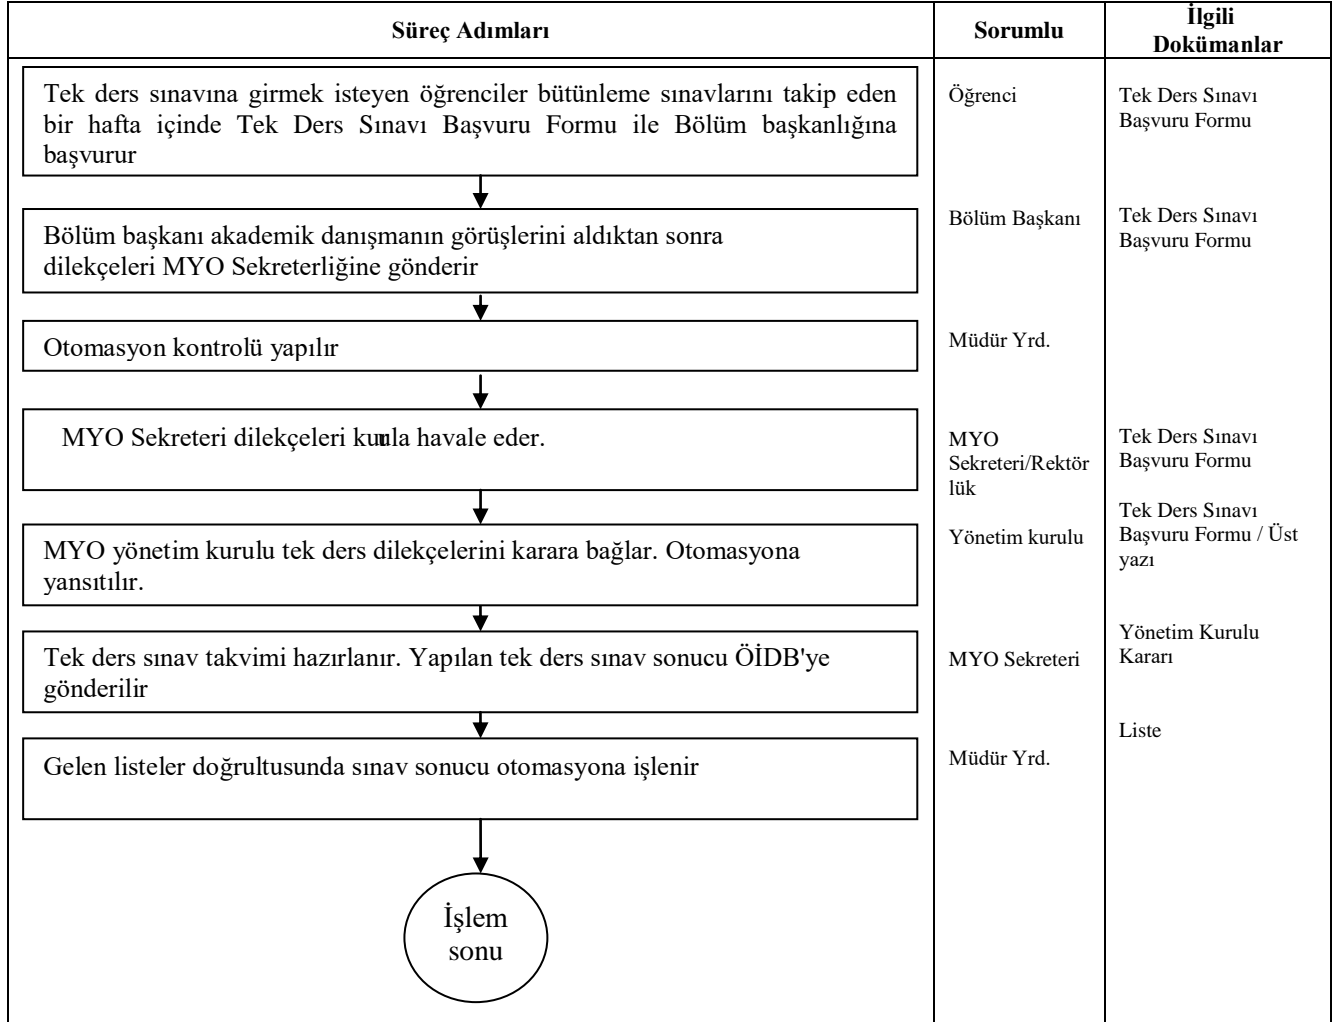 Süreç Adımları
Sorumlu
İlgili
Dokümanlar
Tek ders sınavına girmek isteyen öğrenciler bütünleme sınavlarını takip eden
bir hafta içinde Tek Ders Sınavı Başvuru Formu ile Bölüm başkanlığına
başvurur
Öğrenci
Tek Ders Sınavı
Başvuru Formu
Bölüm başkanı akademik danışmanın görüşlerini aldıktan sonra
dilekçeleri MYO Sekreterliğine gönderir
Bölüm Başkanı
Tek Ders Sınavı
Başvuru Formu
Otomasyon kontrolü yapılır
Müdür Yrd.
MYO Sekreteri dilekçeleri kurula havale eder.
MYO
Sekreteri/Rektör
lük
Tek Ders Sınavı
Başvuru Formu
MYO yönetim kurulu tek ders dilekçelerini karara bağlar. Otomasyona
yansıtılır.
Yönetim kurulu
Tek Ders Sınavı
Başvuru Formu / Üst
yazı
Tek ders sınav takvimi hazırlanır. Yapılan tek ders sınav sonucu ÖİDB'ye
gönderilir
MYO Sekreteri
Yönetim Kurulu
Kararı
Gelen listeler doğrultusunda sınav sonucu otomasyona işlenir
Müdür Yrd.
Liste
İşlem
sonu